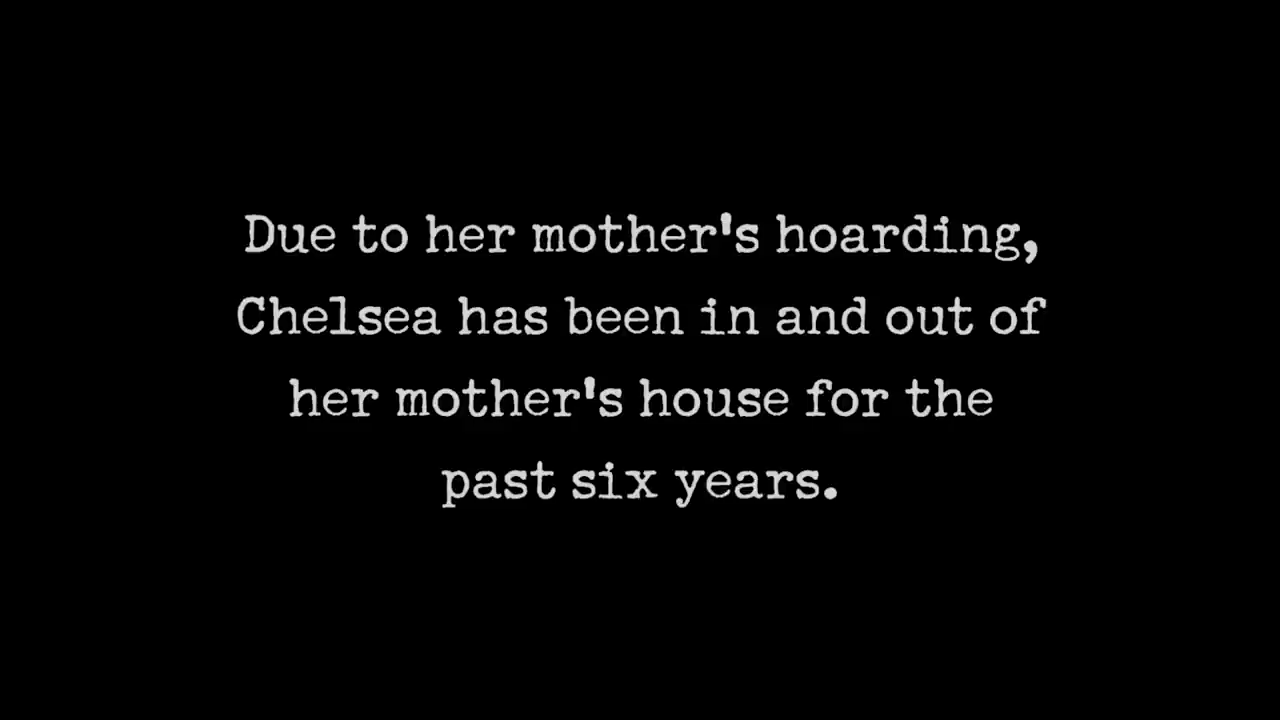 Due to her mother's hoarding,
Chelsea has been in and out of
her mother's house for the
past six years.